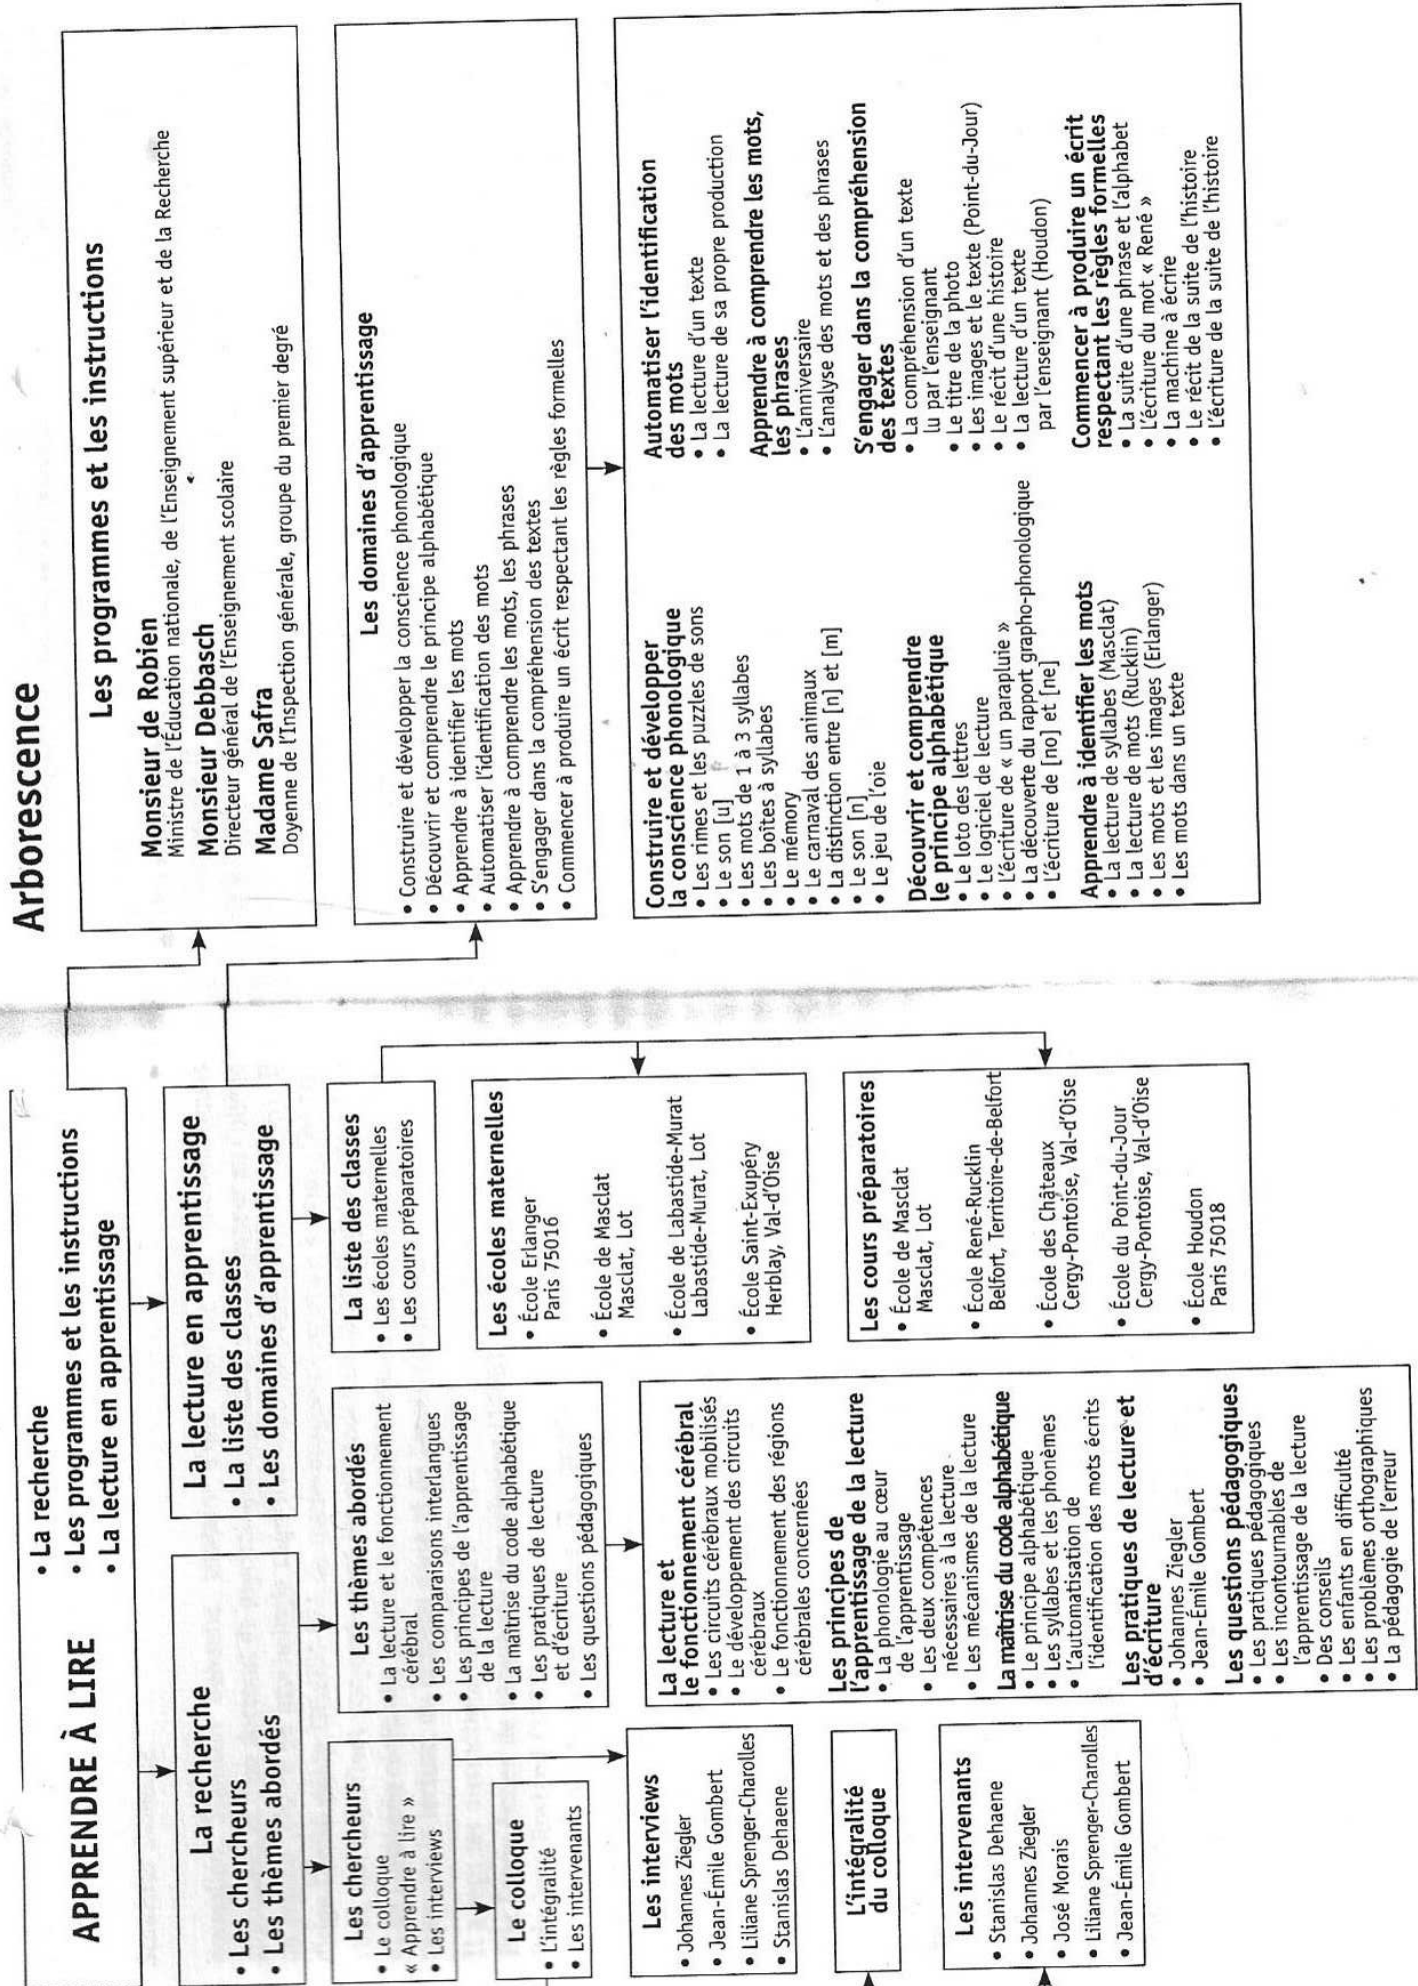 Arborescence
APPRENDRE À LIRE
• La recherche
• Les programmes et les instructions
• La lecture en apprentissage
La recherche
• Les chercheurs
• Les thèmes abordés
Les chercheurs
• Le colloque
« Apprendre à lire »
• Les interviews
Le colloque
• L'intégralité
• Les intervenants
Les interviews
• Johannes Ziegler
• Jean-Émile Gombert
• Liliane Sprenger-Charolles
• Stanislas Dehaene
L'intégralité
du colloque
Les intervenants
• Stanislas Dehaene
• Johannes Ziegler
• José Morais
• Liliane Sprenger-Charolles
• Jean-Émile Gombert
Les thèmes abordés
• La lecture et le fonctionnement
cérébral
• Les comparaisons interlangues
• Les principes de l'apprentissage
de la lecture
• La maîtrise du code alphabétique
• Les pratiques de lecture
et d'écriture
• Les questions pédagogiques
La lecture et
le fonctionnement cérébral
• Les circuits cérébraux mobilisés
• Le développement des circuits
cérébraux
• Le fonctionnement des régions
cérébrales concernées
Les principes de
l'apprentissage de la lecture
• La phonologie au cœur
de l'apprentissage
• Les deux compétences
nécessaires à la lecture
• Les mécanismes de la lecture
La maîtrise du code alphabétique
• Le principe alphabétique
• Les syllabes et les phonèmes
• L'automatisation de
l'identification des mots écrits
Les pratiques de lecture et
d'écriture
• Johannes Ziegler
• Jean-Émile Gombert
Les questions pédagogiques
• Les pratiques pédagogiques
• Les incontournables de
l'apprentissage de la lecture
• Des conseils
• Les enfants en difficulté
• Les problèmes orthographiques
• La pédagogie de l'erreur
La lecture en apprentissage
• La liste des classes
• Les domaines d'apprentissage
La liste des classes
• Les écoles maternelles
• Les cours préparatoires
Les écoles maternelles
• École Erlanger
Paris 75016
• École de Masclat
Masclat, Lot
• École de Labastide-Murat
Labastide-Murat, Lot
• École Saint-Exupéry
Herblay, Val-d'Oise
Les cours préparatoires
• École de Masclat
Masclat, Lot
• École René-Rucklin
Belfort, Territoire-de-Belfort
• École des Châteaux
Cergy-Pontoise, Val-d'Oise
• École du Point-du-Jour
Cergy-Pontoise, Val-d'Oise
• École Houdon
Paris 75018
Les programmes et les instructions
Monsieur de Robien
Ministre de l'Éducation nationale, de l'Enseignement supérieur et de la Recherche
Monsieur Debbasch
Directeur général de l'Enseignement scolaire
Madame Safra
Doyenne de l'Inspection générale, groupe du premier degré
Les domaines d'apprentissage
• Construire et développer la conscience phonologique
• Découvrir et comprendre le principe alphabétique
• Apprendre à identifier les mots
• Automatiser l'identification des mots
• Apprendre à comprendre les mots, les phrases
• S'engager dans la compréhension des textes
• Commencer à produire un écrit respectant les règles formelles
Construire et développer
la conscience phonologique
• Les rimes et les puzzles de sons
• Le son [u]
• Les mots de 1 à 3 syllabes
• Les boîtes à syllabes
• Le mémory
• Le carnaval des animaux
• La distinction entre [n] et [m]
• Le son [n]
• Le jeu de l'oie
Découvrir et comprendre
le principe alphabétique
• Le loto des lettres
• Le logiciel de lecture
• L'écriture de « un parapluie »
• La découverte du rapport grapho-phonologique
• L'écriture de [no] et [ne]
Apprendre à identifier les mots
• La lecture de syllabes (Masclat)
• La lecture de mots (Rucklin)
• Les mots et les images (Erlanger)
• Les mots dans un texte
Automatiser l'identification
des mots
• La lecture d'un texte
• La lecture de sa propre production
Apprendre à comprendre les mots,
les phrases
• L'anniversaire
• L'analyse des mots et des phrases
S'engager dans la compréhension
des textes
• La compréhension d'un texte
lu par l'enseignant
• Le titre de la photo
• Les images et le texte (Point-du-Jour)
• Le récit d'une histoire
• La lecture d'un texte
par l'enseignant (Houdon)
Commencer à produire un écrit
respectant les règles formelles
• La suite d'une phrase et l'alphabet
• L'écriture du mot « René »
• La machine à écrire
• Le récit de la suite de l'histoire
• L'écriture de la suite de l'histoire